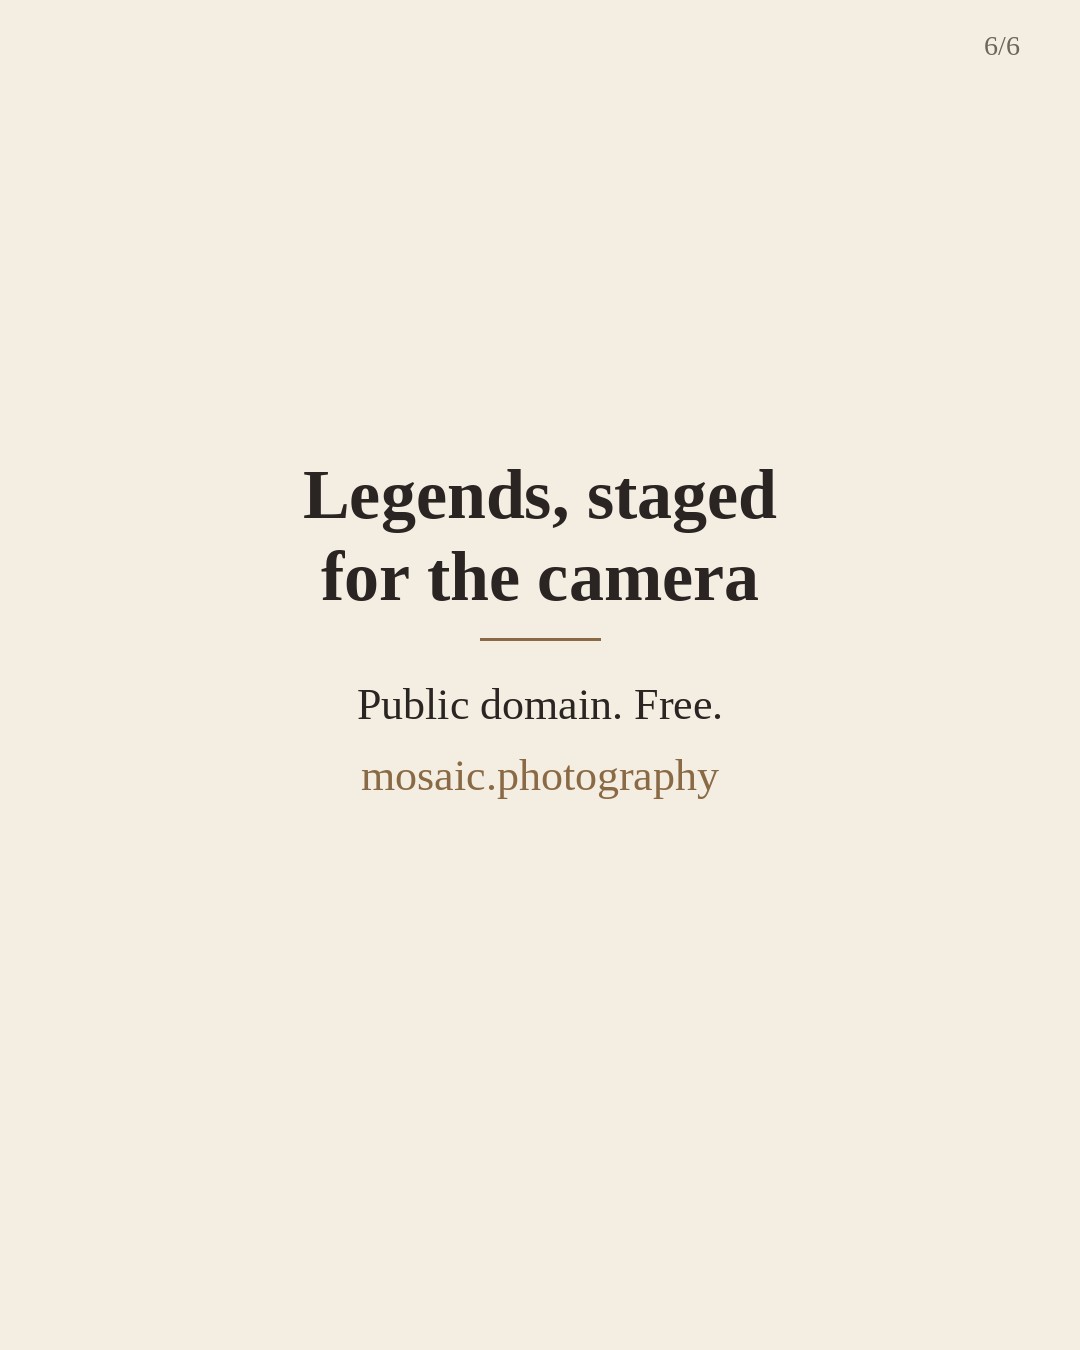 6/6
Legends, staged
for the camera
Public domain. Free.
mosaic.photography